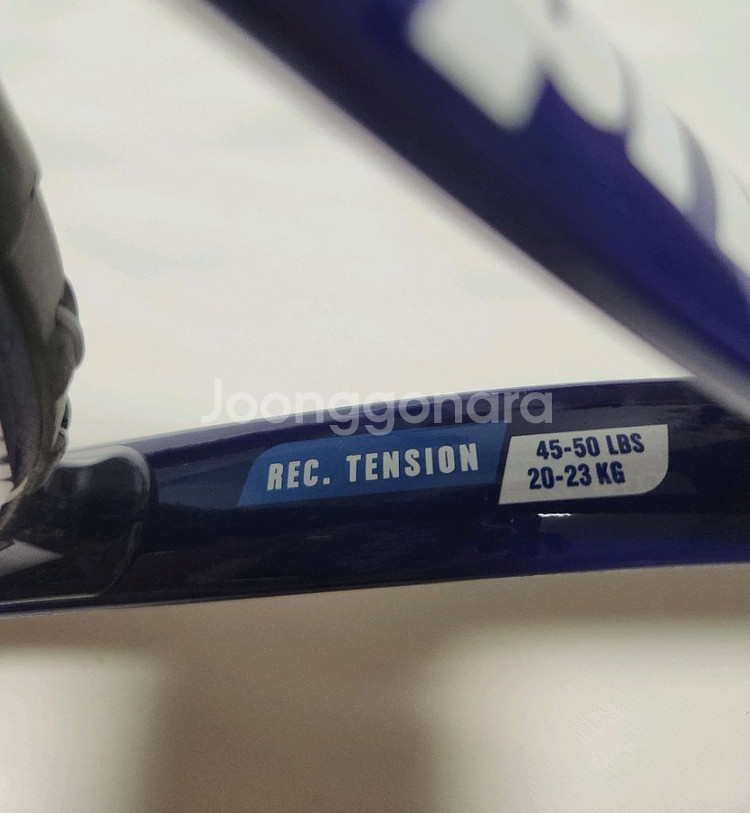 Joonggonara
REC. TENSION
45-50 LBS
20-23 KG